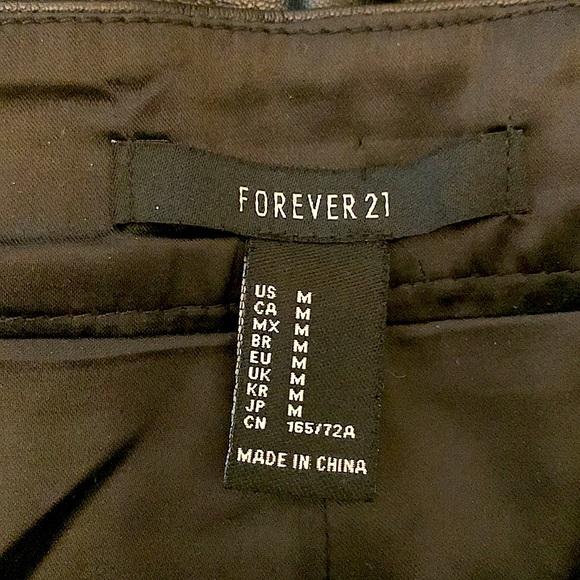 FOREVER 21
US M
CA M
MX M
BR M
EU M
UK M
KR M
JP M
CN 165/72A
MADE IN CHINA